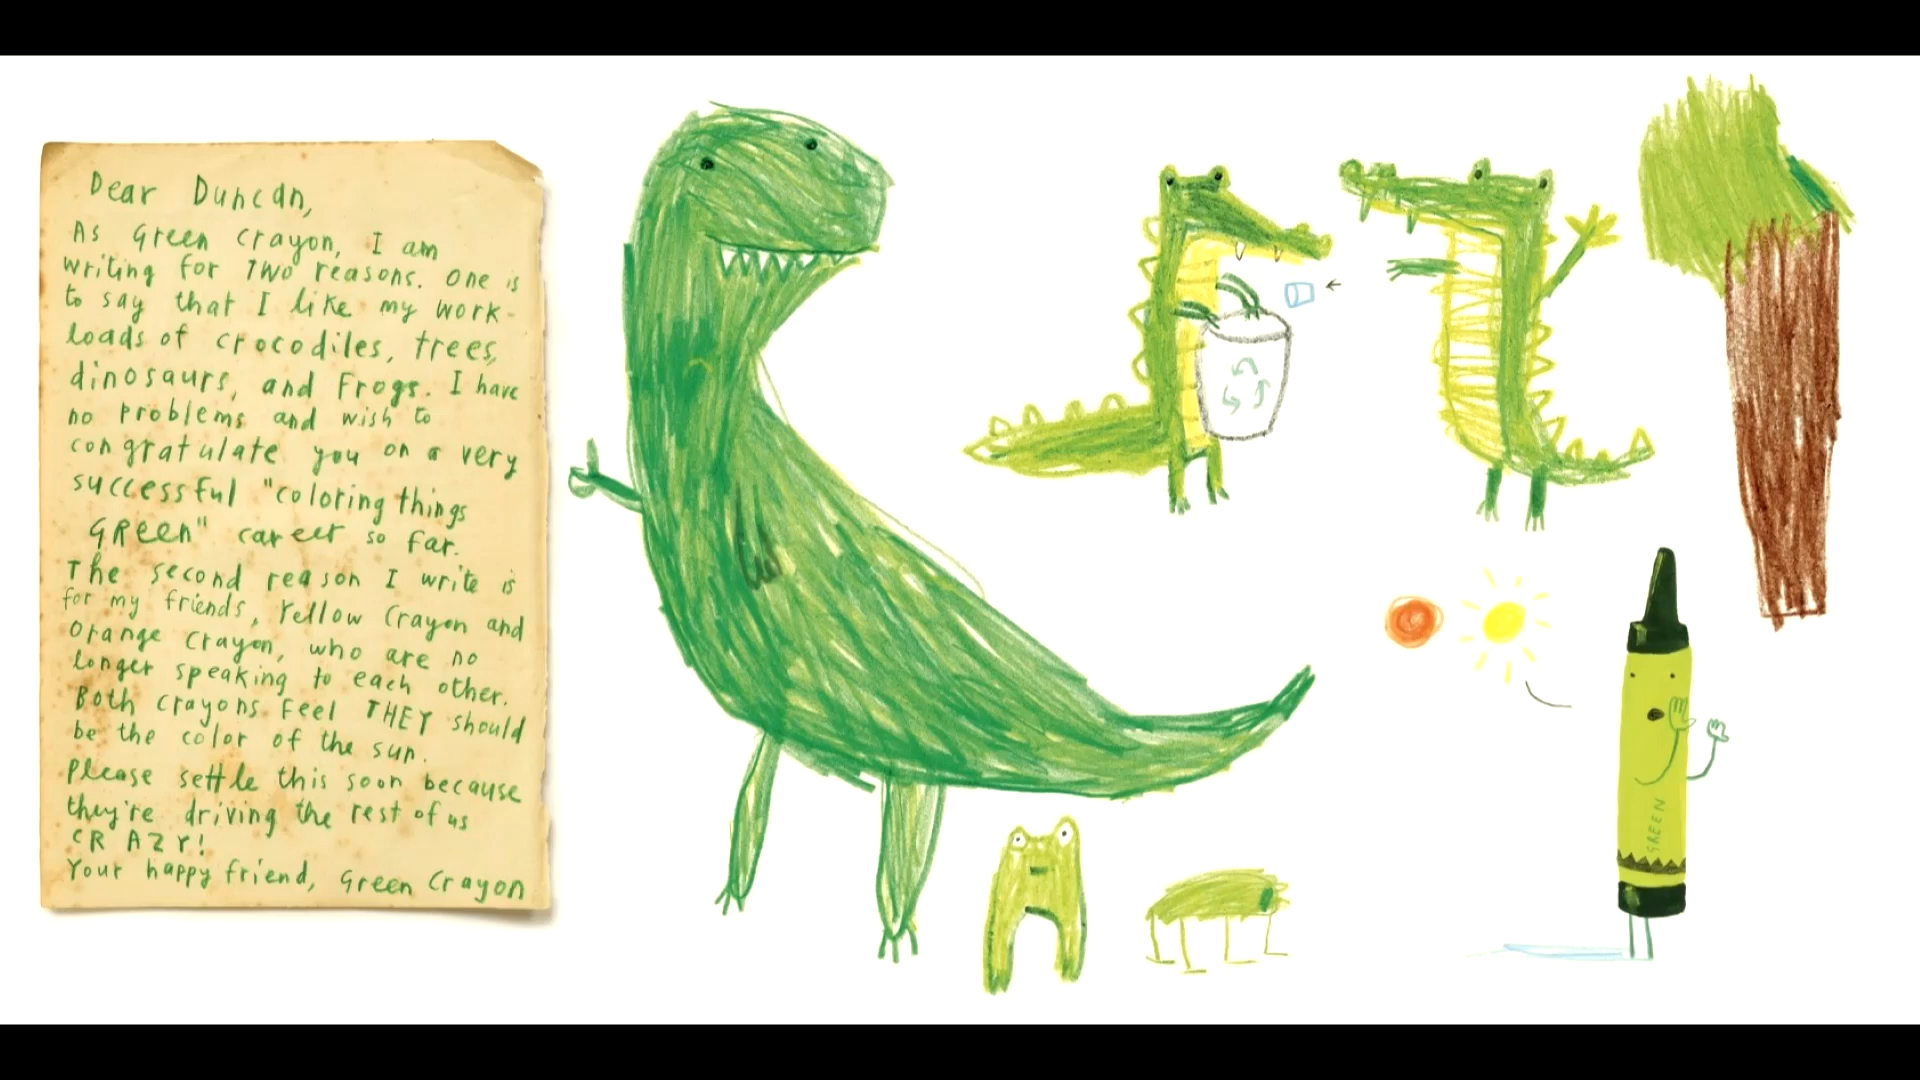 Dear Duncan,
As Green crayon, I am
writing for TWO reasons. One is
to say that I like my work-
loads of crocodiles, trees,
dinosaurs, and Frogs. I have
no problems and wish to
congratulate you on a very
successful "coloring things
GReen" career so far.
The second reason I write is
for my friends, Yellow Crayon and
Orange Crayon, who are no
longer speaking to each other.
Both crayons feel THEY should
be the color of the sun.
Please settle this soon because
they're driving the rest of us
CRAZY!
Your happy friend, Green Crayon
GREEN